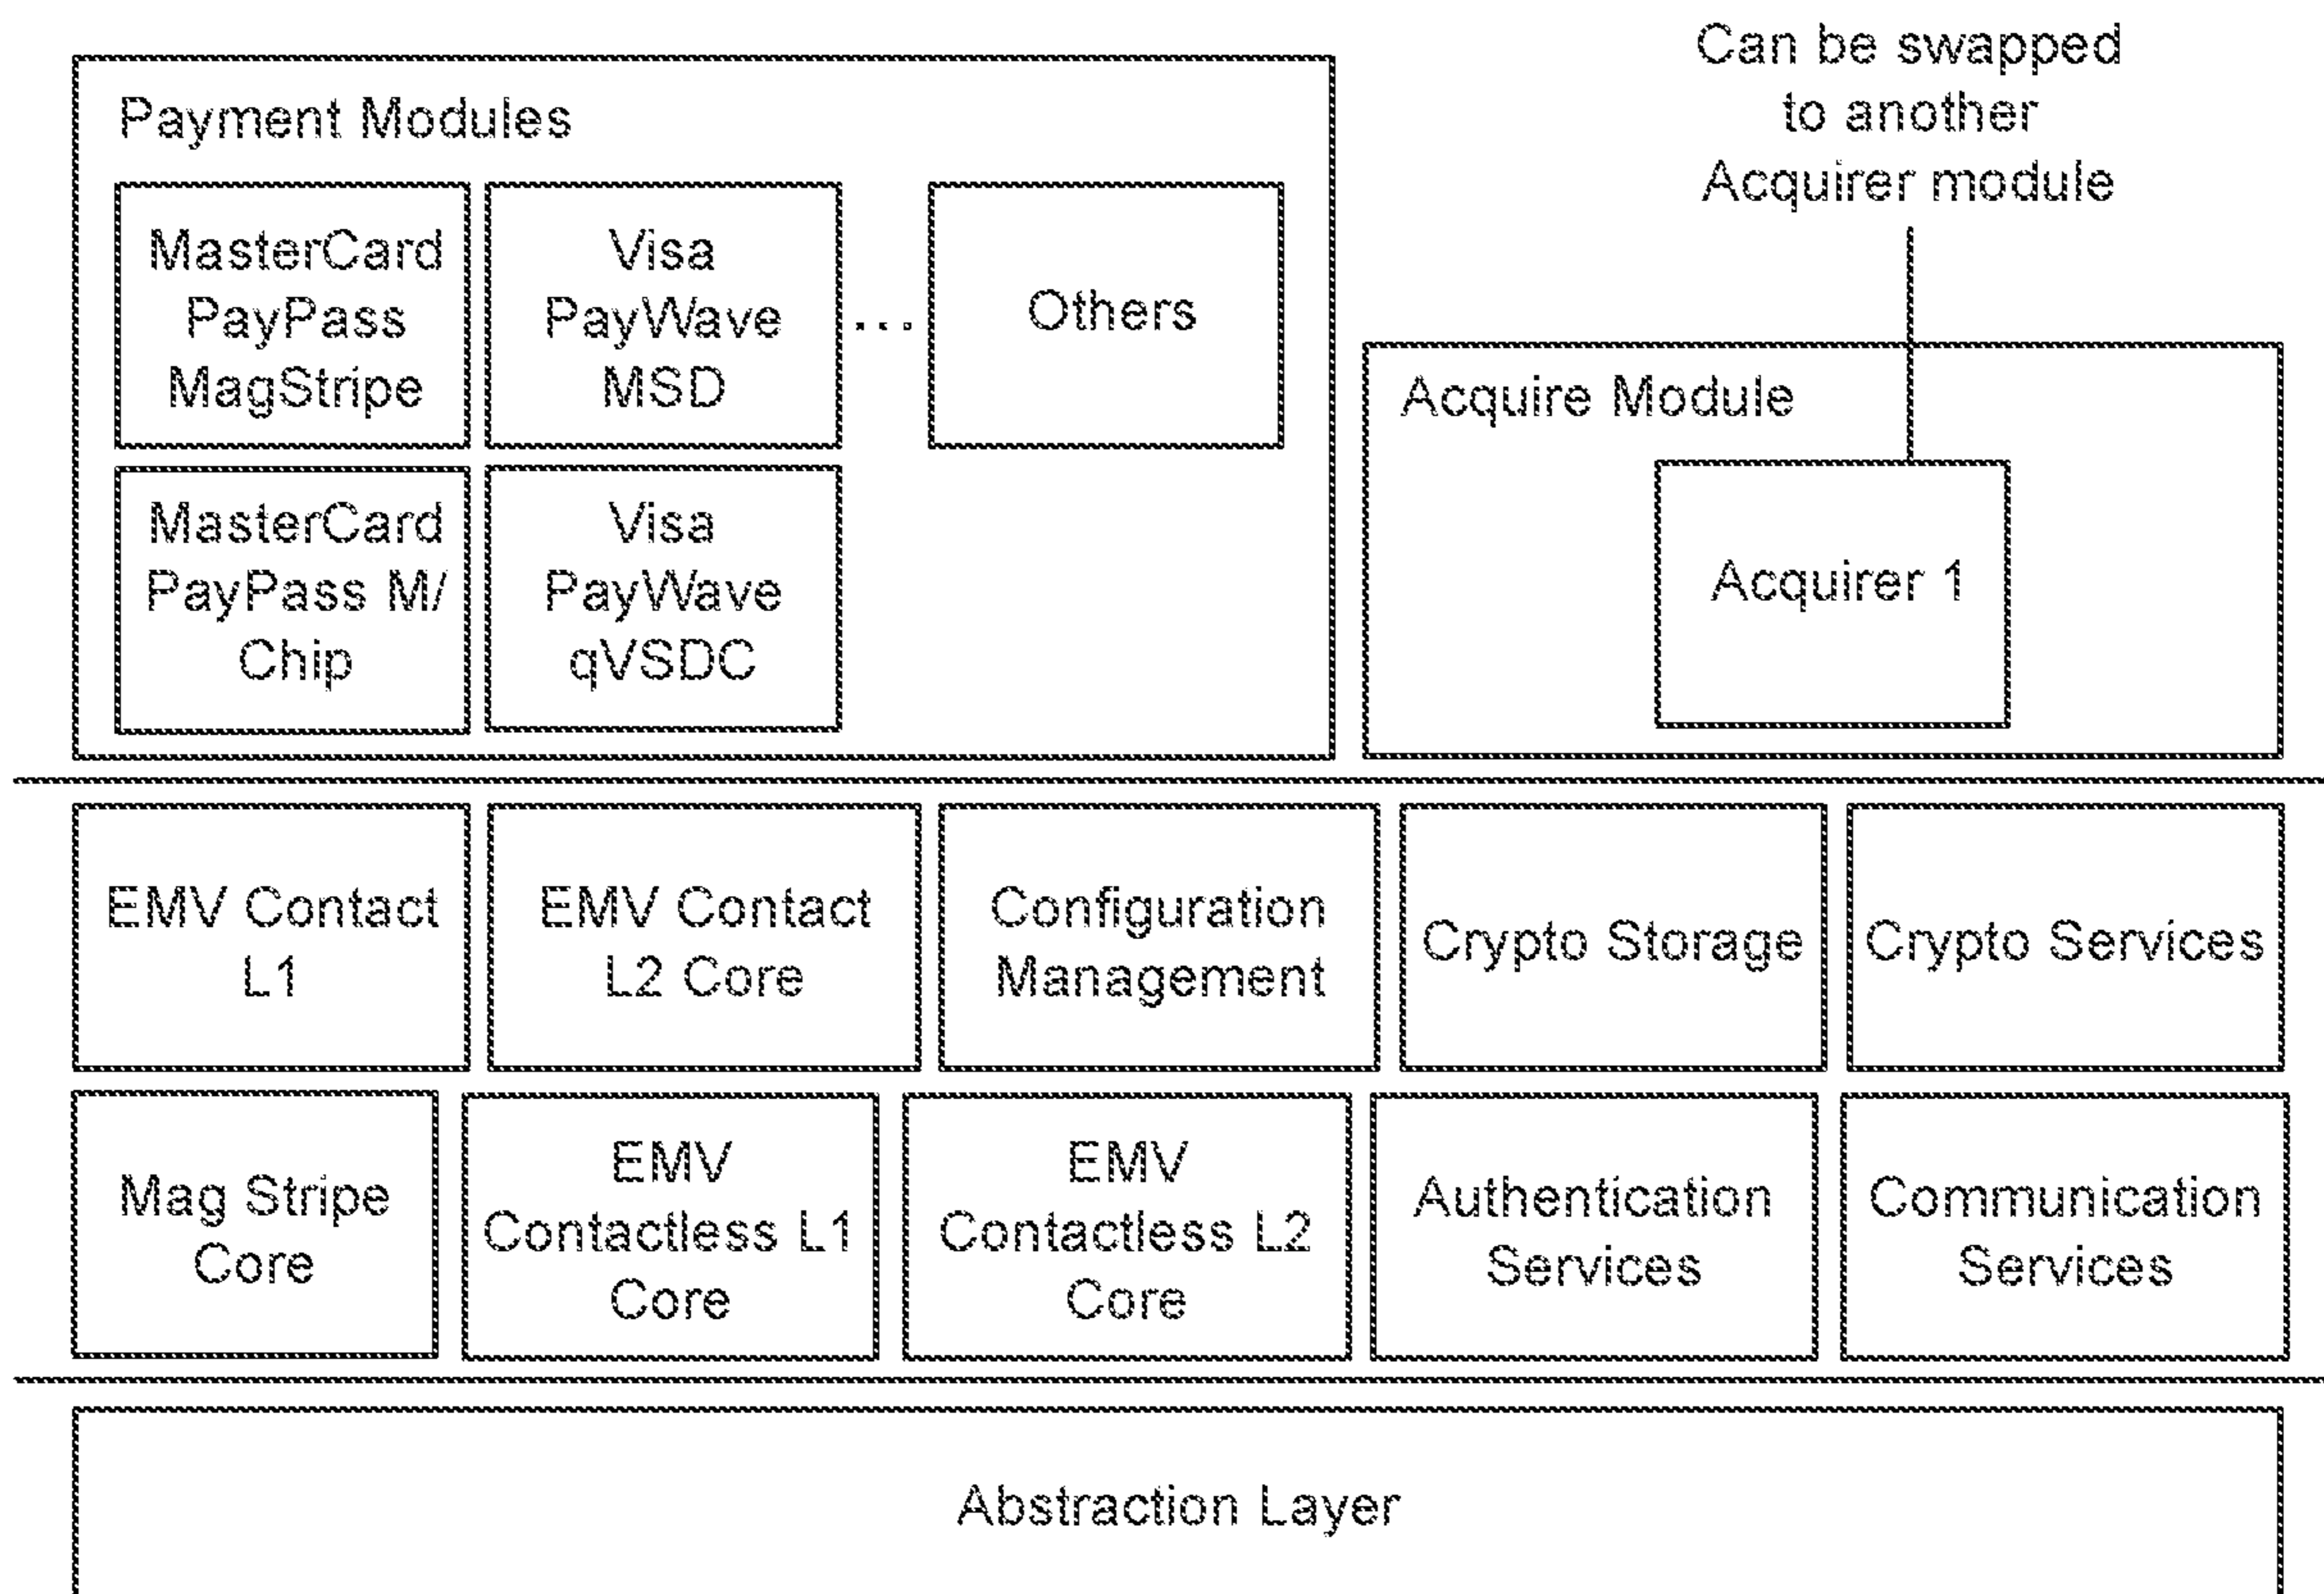 Can be swapped
to another
Acquirer module
Payment Modules
MasterCard
PayPass
MagStripe
Visa
PayWave
MSD
...
Others
MasterCard
PayPass M/
Chip
Visa
PayWave
qVSDC
Acquire Module
Acquirer 1
EMV Contact
L1
EMV Contact
L2 Core
Configuration
Management
Crypto Storage
Crypto Services
Mag Stripe
Core
EMV
Contactless L1
Core
EMV
Contactless L2
Core
Authentication
Services
Communication
Services
Abstraction Layer